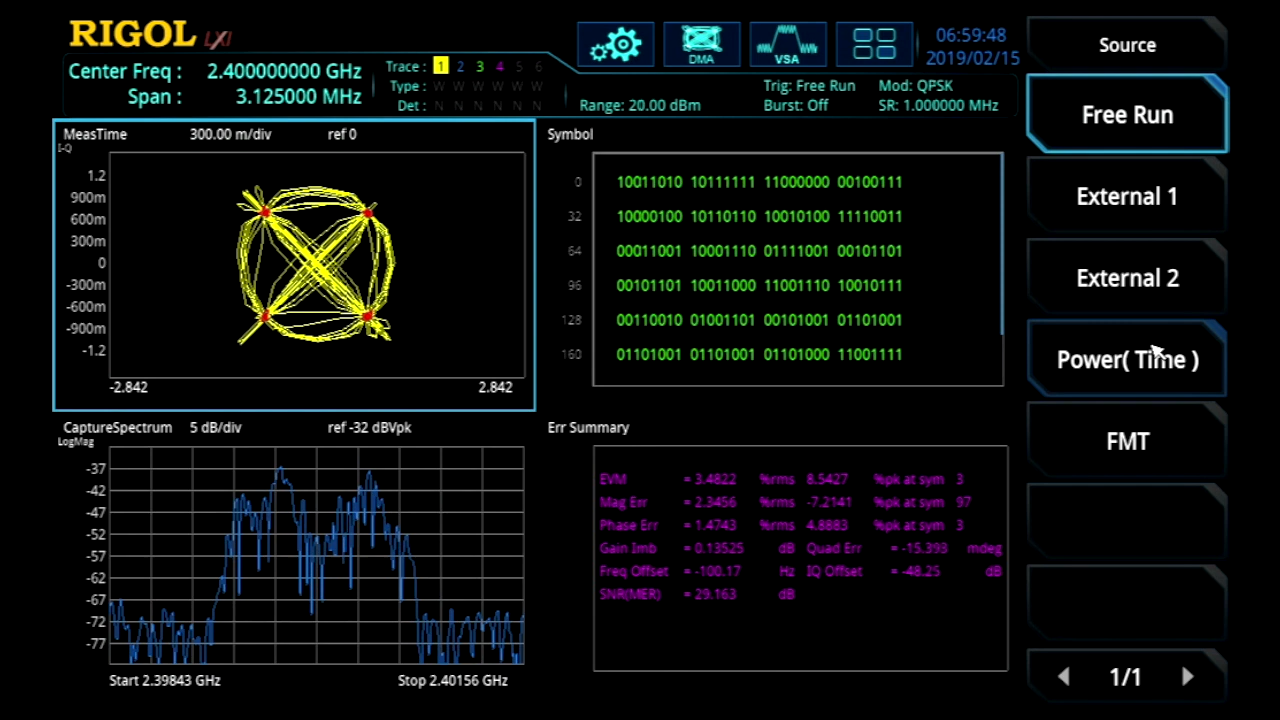 RIGOL LXI
06:59:48
2019/02/15
DMA
VSA
Center Freq : 2.400000000 GHz
Span : 3.125000 MHz
Trace : 1 2 3 4 5 6
Type : W W W W W W
Det : N N N N N N
Range: 20.00 dBm
Trig: Free Run
Burst: Off
Mod: QPSK
SR: 1.000000 MHz
MeasTime 300.00 m/div ref 0
I-Q
1.2
900m
600m
300m
0
-300m
-600m
-900m
-1.2
-2.842 2.842
Symbol
0 10011010 10111111 11000000 00100111
32 10000100 10110110 10010100 11110011
64 00011001 10001110 01111001 00101101
96 00101101 10011000 11001110 10010111
128 00110010 01001101 00101001 01101001
160 01101001 01101001 01101000 11001111
CaptureSpectrum 5 dB/div ref -32 dBVpk
LogMag
-37
-42
-47
-52
-57
-62
-67
-72
-77
Start 2.39843 GHz Stop 2.40156 GHz
Err Summary
EVM = 3.4822 %rms 8.5427 %pk at sym 3
Mag Err = 2.3456 %rms -7.2141 %pk at sym 97
Phase Err = 1.4743 %rms 4.8883 %pk at sym 3
Gain Imb = 0.13525 dB Quad Err = -15.393 mdeg
Freq Offset = -100.17 Hz IQ Offset = -48.25 dB
SNR(MER) = 29.163 dB
Source
Free Run
External 1
External 2
Power( Time )
FMT
1/1